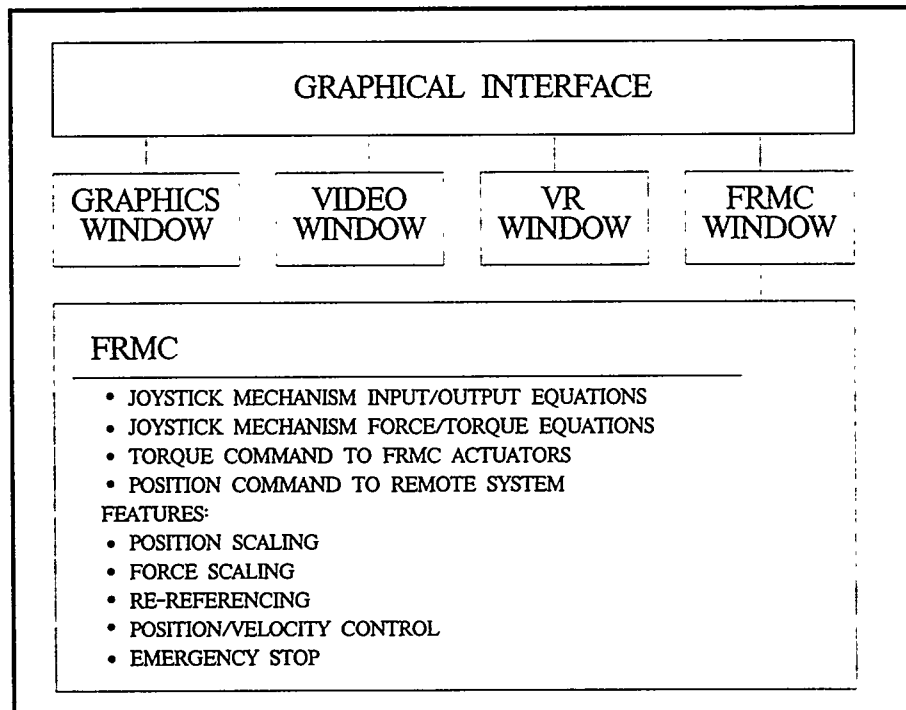 GRAPHICAL INTERFACE
GRAPHICS WINDOW
VIDEO WINDOW
VR WINDOW
FRMC WINDOW
FRMC
• JOYSTICK MECHANISM INPUT/OUTPUT EQUATIONS
• JOYSTICK MECHANISM FORCE/TORQUE EQUATIONS
• TORQUE COMMAND TO FRMC ACTUATORS
• POSITION COMMAND TO REMOTE SYSTEM
FEATURES:
• POSITION SCALING
• FORCE SCALING
• RE-REFERENCING
• POSITION/VELOCITY CONTROL
• EMERGENCY STOP